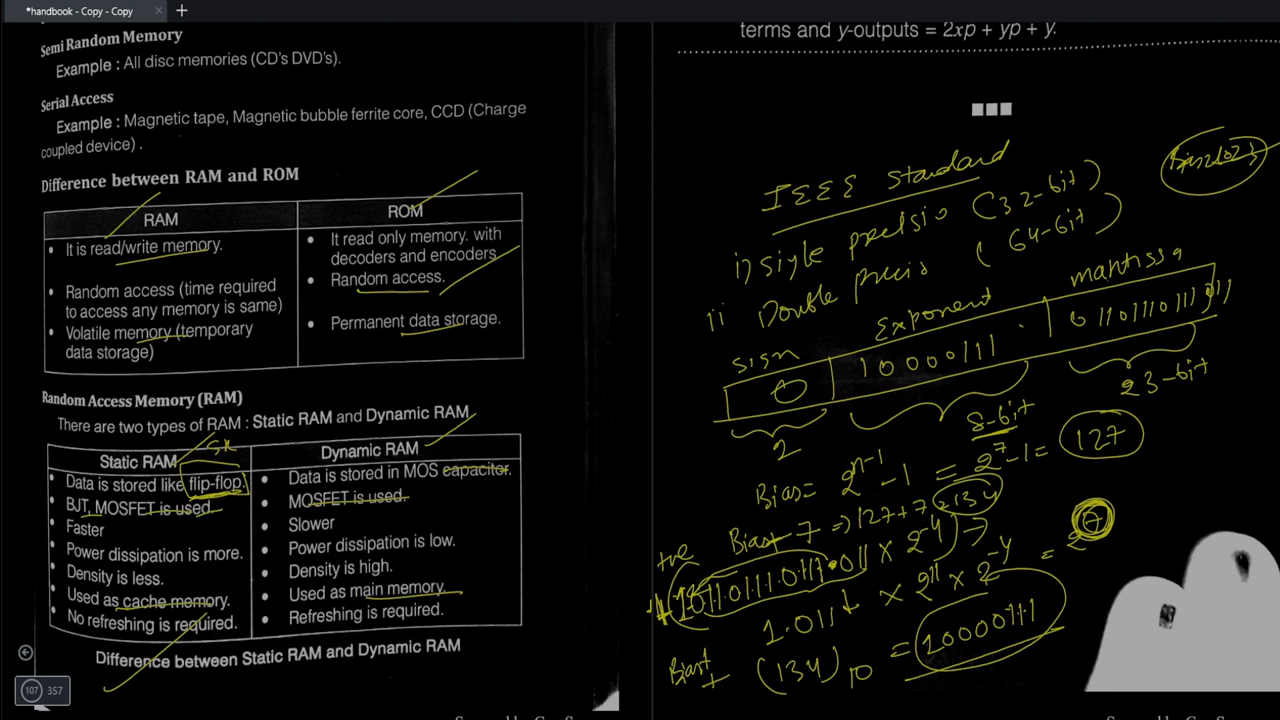 *handbook - Copy - Copy
Semi Random Memory
Example : All disc memories (CD's DVD's).
Serial Access
Example : Magnetic tape, Magnetic bubble ferrite core, CCD (Charge
coupled device) .
Difference between RAM and ROM
RAM
ROM
• It is read/write memory.
• Random access (time required
to access any memory is same)
• Volatile memory (temporary
data storage)
• It read only memory. with
decoders and encoders
• Random access.
• Permanent data storage.
Random Access Memory (RAM)
There are two types of RAM : Static RAM and Dynamic RAM
Static RAM
Dynamic RAM
• Data is stored like flip-flop.
• BJT, MOSFET is used.
• Faster
• Power dissipation is more.
• Density is less.
• Used as cache memory.
• No refreshing is required.
• Data is stored in MOS capacitor.
• MOSFET is used.
• Slower
• Power dissipation is low.
• Density is high.
• Used as main memory.
• Refreshing is required.
Difference between Static RAM and Dynamic RAM
107 357
terms and y-outputs = 2xp + yp + y.
IEEE Standard
i) single precision (32-bit)
ii Double precis (64-bit)
sign Exponent mantissa
0 10000111
2 8-bit 23-bit
Bias = 2^n-1 - 1 = 2^7 - 1 = 127
Bias + 7 => 127 + 7 = 134
(134)10 = 10000111